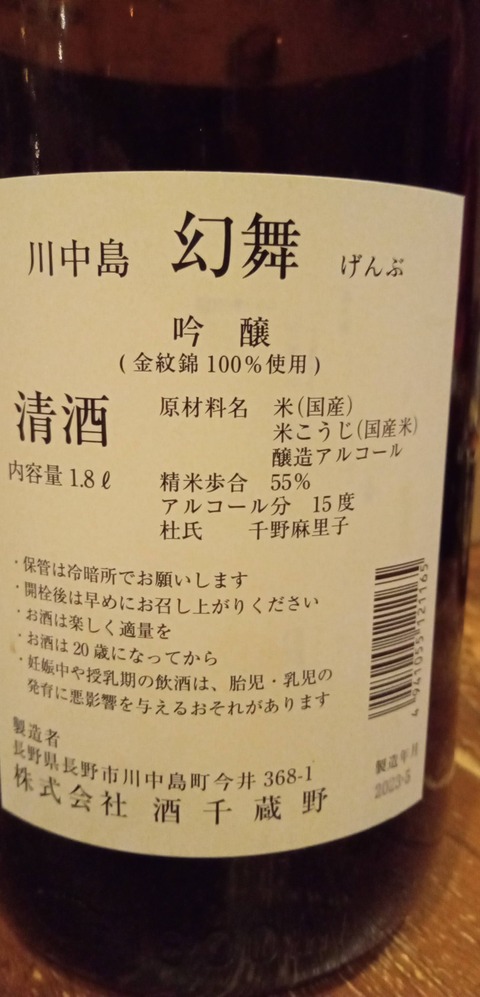 川中島 幻舞 げんぶ
吟 醸
(金紋錦100%使用)
清酒
内容量 1.8ℓ
原材料名 米(国産)
米こうじ(国産米)
醸造アルコール
精米歩合 55%
アルコール分 15度
杜氏 千野麻里子
・保管は冷暗所でお願いします
・開栓後は早めにお召し上がりください
・お酒は楽しく適量を
・お酒は20歳になってから
・妊娠中や授乳期の飲酒は、胎児・乳児の
発育に悪影響を与えるおそれがあります
4 941055 121165
製造者
長野県長野市川中島町今井368-1
株式会社 酒千蔵野
製造年月
2023-5